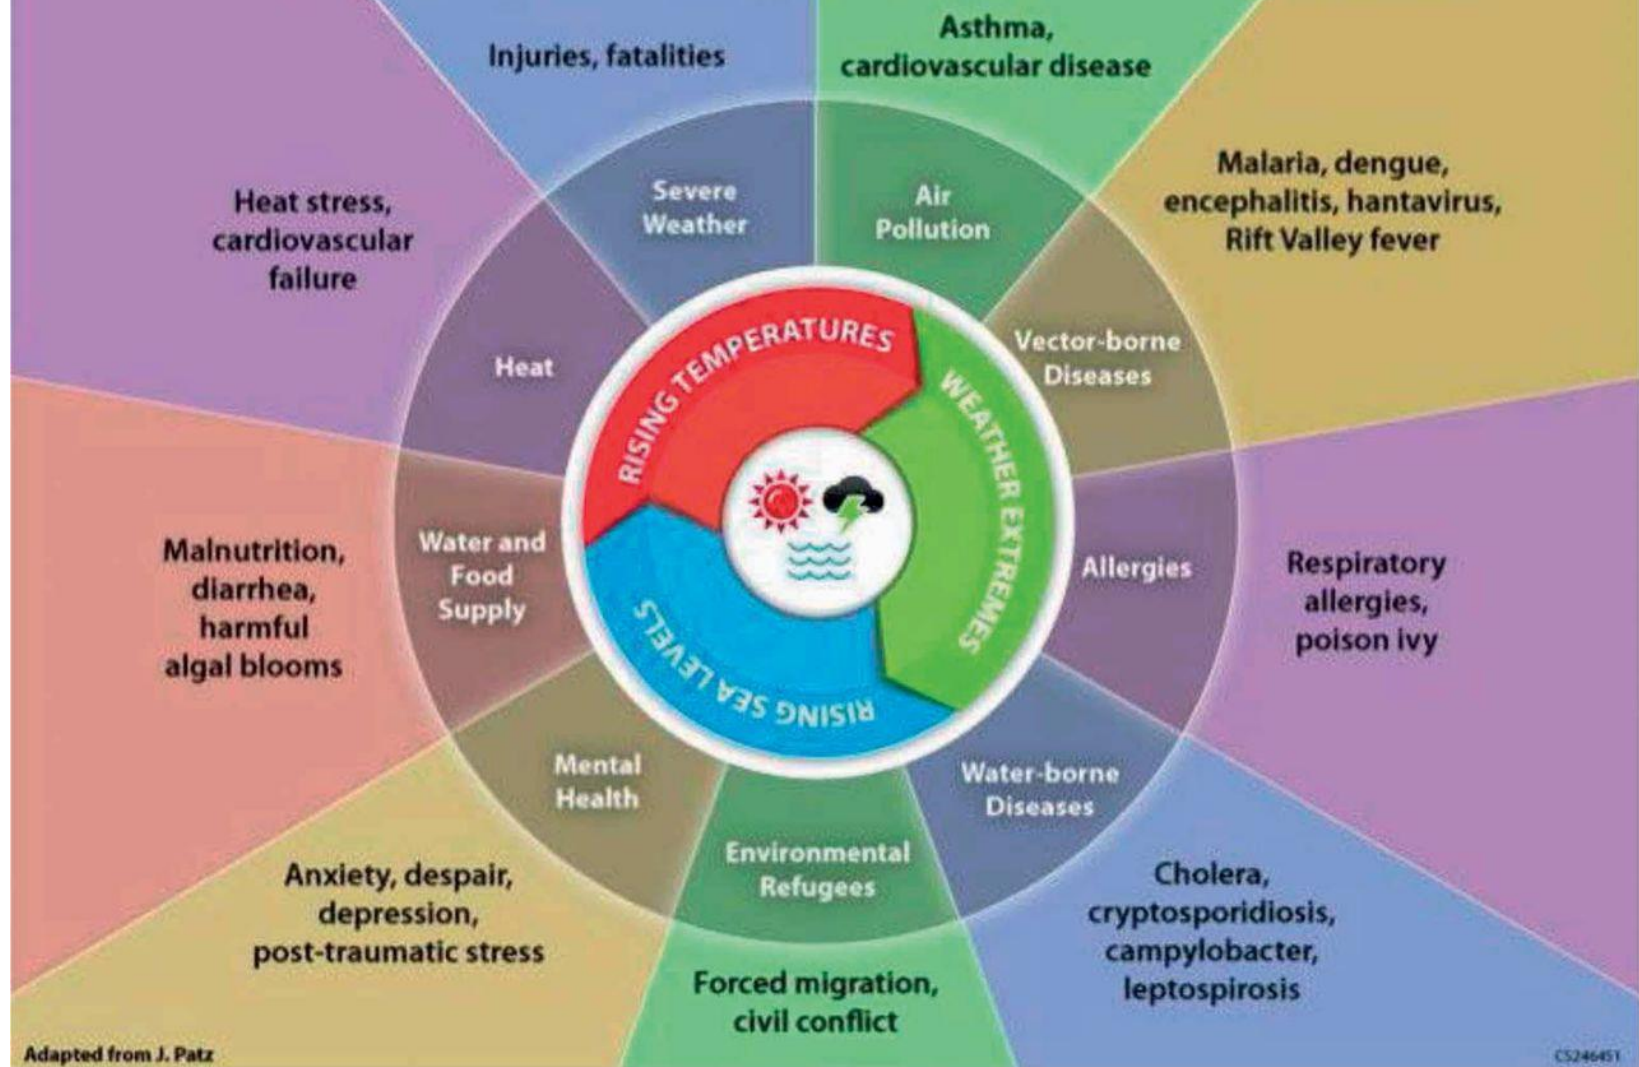 Injuries, fatalities
Asthma,
cardiovascular disease
Malaria, dengue,
encephalitis, hantavirus,
Rift Valley fever
Respiratory
allergies,
poison ivy
Cholera,
cryptosporidiosis,
campylobacter,
leptospirosis
Forced migration,
civil conflict
Anxiety, despair,
depression,
post-traumatic stress
Malnutrition,
diarrhea,
harmful
algal blooms
Heat stress,
cardiovascular
failure
Severe
Weather
Air
Pollution
Vector-borne
Diseases
Allergies
Water-borne
Diseases
Environmental
Refugees
Mental
Health
Water and
Food
Supply
Heat
RISING TEMPERATURES
WEATHER EXTREMES
RISING SEA LEVELS
Adapted from J. Patz
CS246451